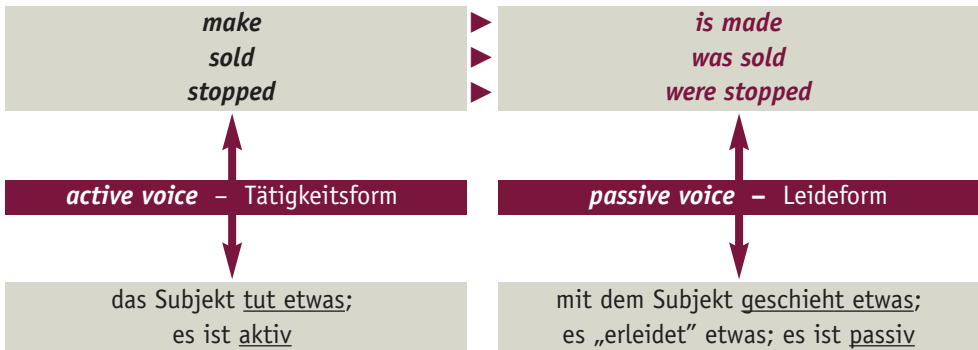 make
sold
stopped
is made
was sold
were stopped
active voice – Tätigkeitsform
passive voice – Leideform
das Subjekt tut etwas;
es ist aktiv
mit dem Subjekt geschieht etwas;
es „erleidet” etwas; es ist passiv